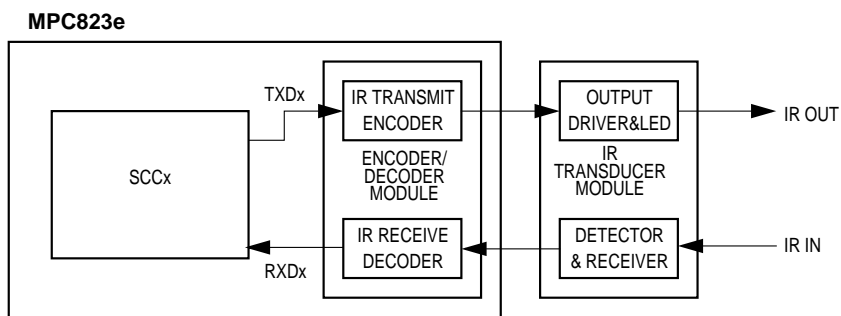 MPC823e
TXDx
IR TRANSMIT
ENCODER
OUTPUT
DRIVER&LED
IR OUT
SCCx
ENCODER/
DECODER
MODULE
IR
TRANSDUCER
MODULE
RXDx
IR RECEIVE
DECODER
DETECTOR
& RECEIVER
IR IN